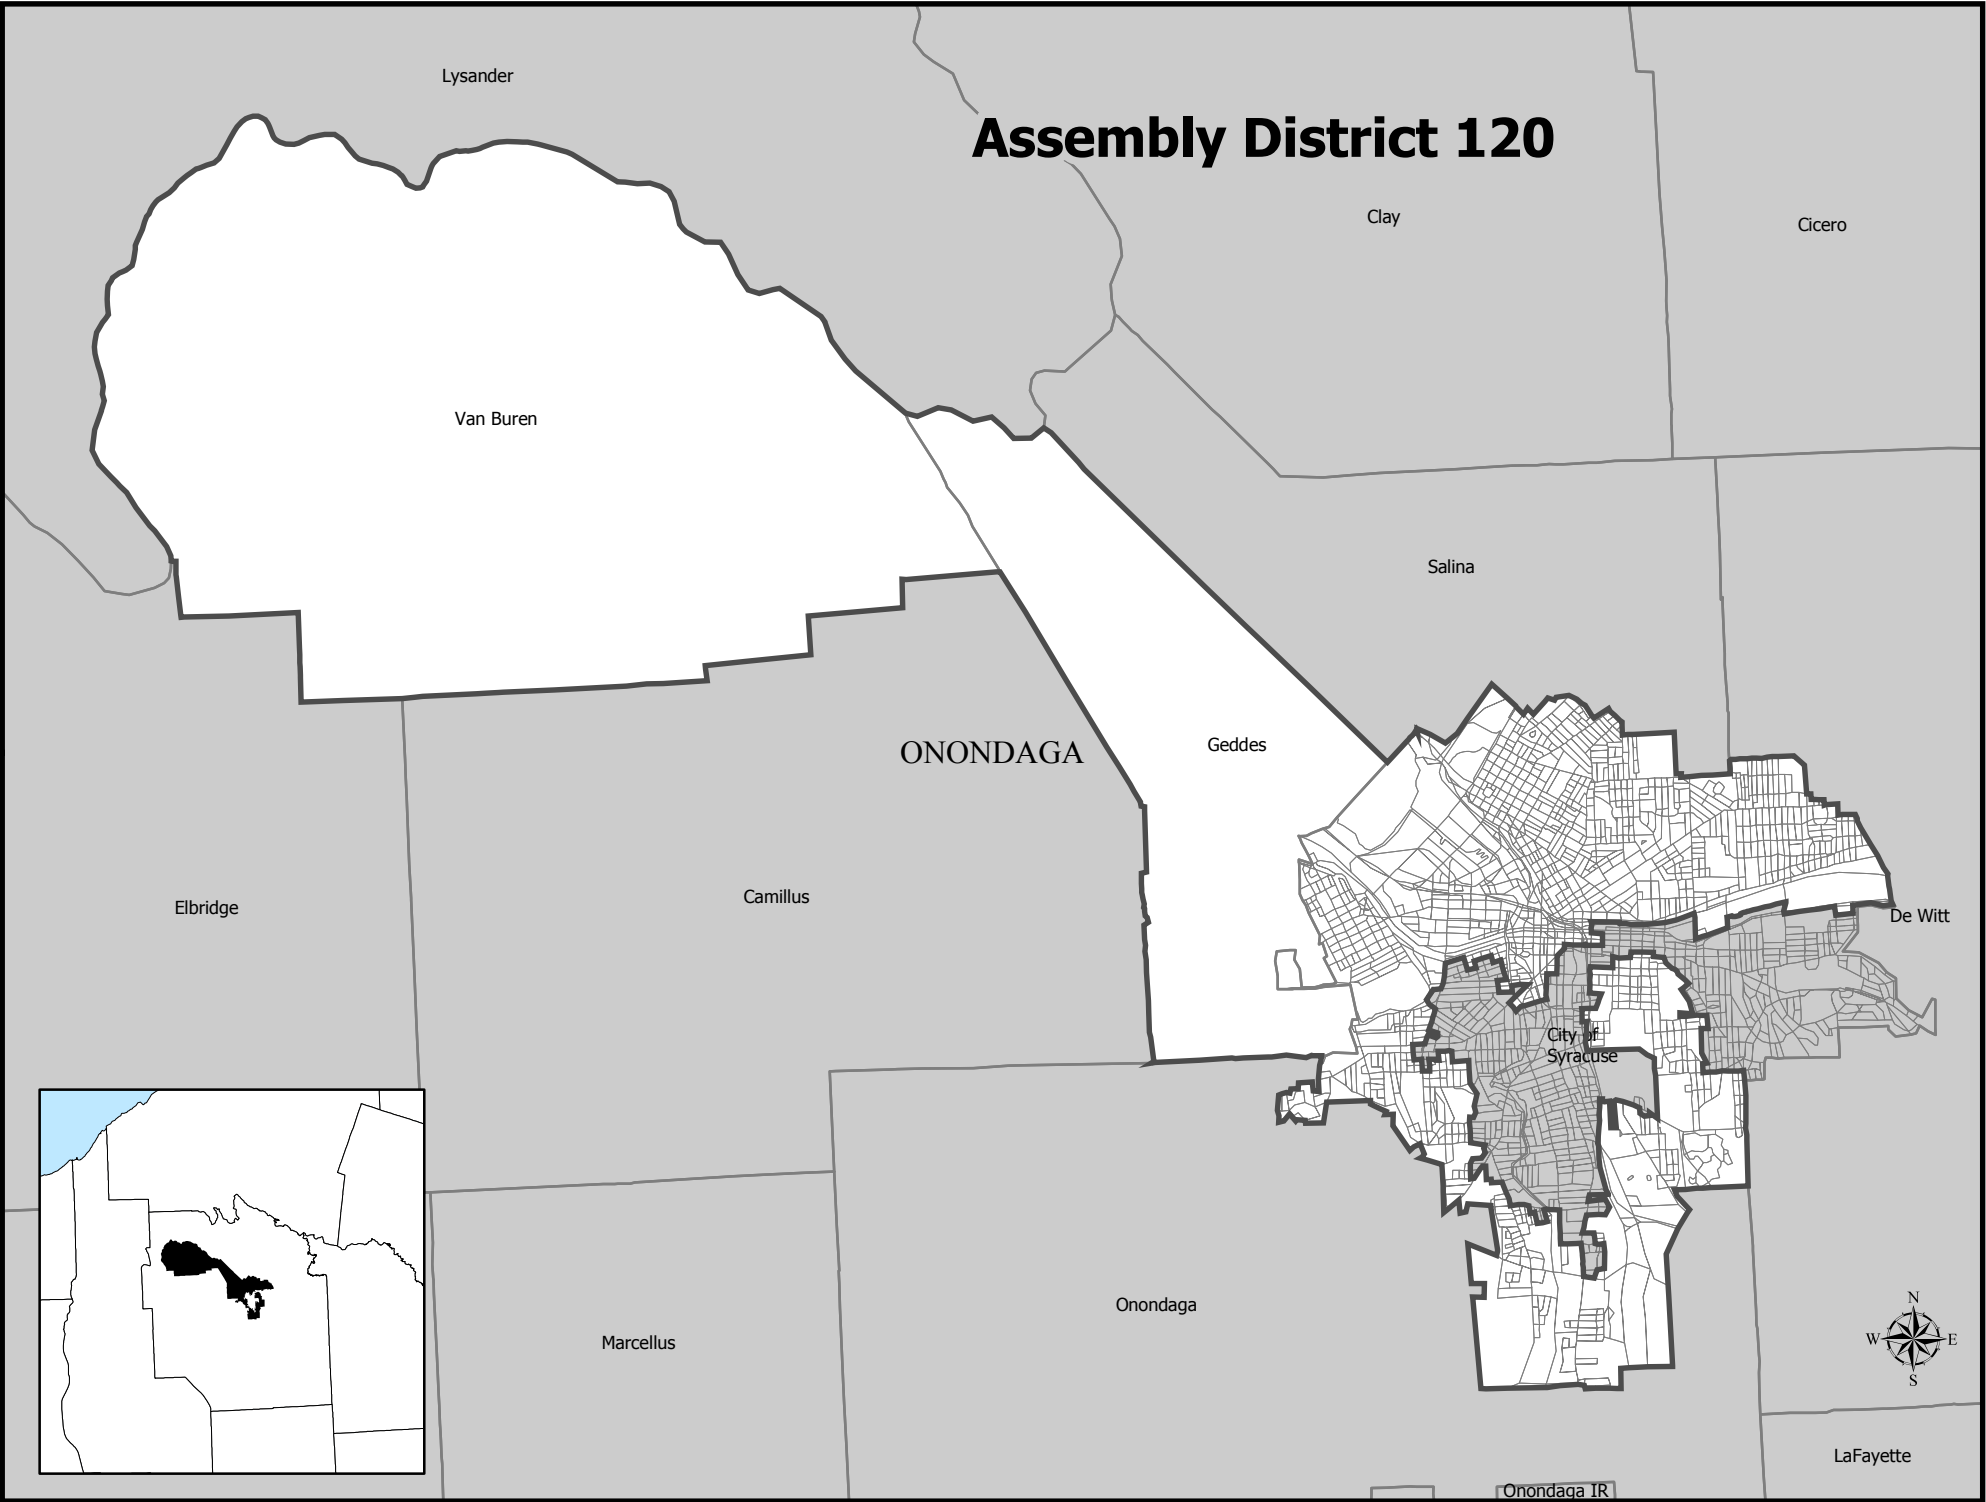 Lysander
Assembly District 120
Clay
Cicero
Van Buren
Salina
ONONDAGA
Geddes
Camillus
Elbridge
De Witt
City of
Syracuse
Onondaga
Marcellus
N
W
E
S
LaFayette
Onondaga IR